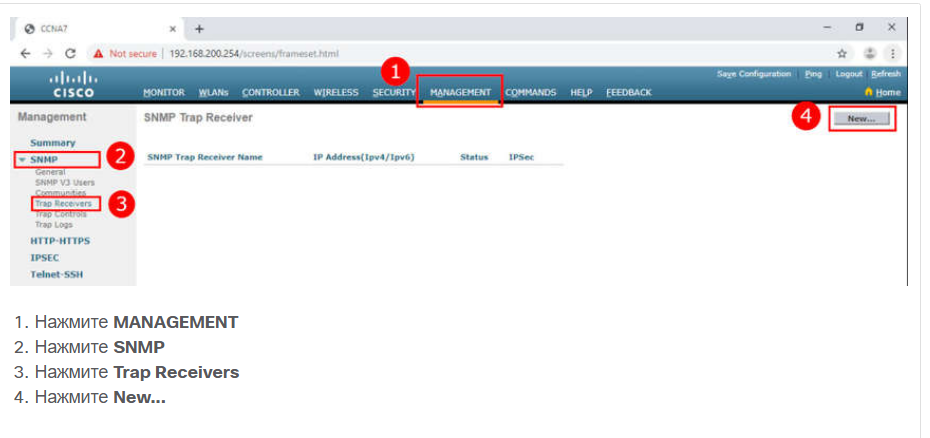 CCNA7
Not secure | 192.168.200.254/screens/frameset.html
Save Configuration Ping Logout Refresh
CISCO
MONITOR WLANs CONTROLLER WIRELESS SECURITY MANAGEMENT COMMANDS HELP FEEDBACK
Home
1
Management
SNMP Trap Receiver
4
New...
Summary
SNMP
2
SNMP Trap Receiver Name IP Address(Ipv4/Ipv6) Status IPSec
General
SNMP V3 Users
Communities
Trap Receivers
3
Trap Controls
Trap Logs
HTTP-HTTPS
IPSEC
Telnet-SSH
1. Нажмите MANAGEMENT
2. Нажмите SNMP
3. Нажмите Trap Receivers
4. Нажмите New...